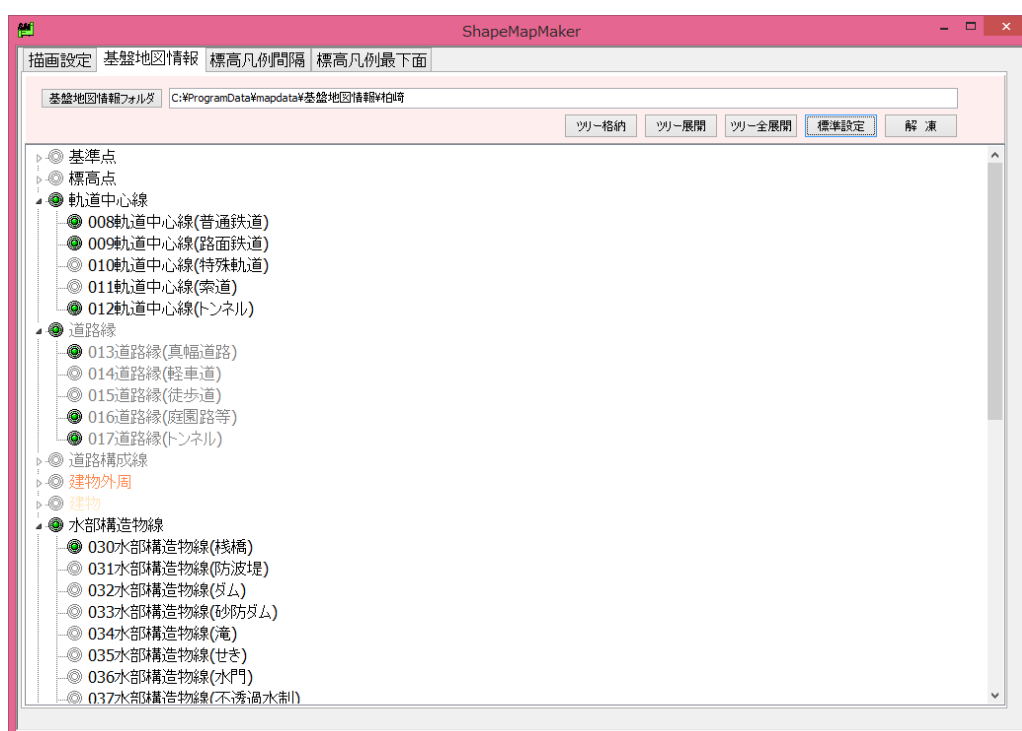 ShapeMapMaker
描画設定 基盤地図情報 標高凡例間隔 標高凡例最下面
基盤地図情報フォルダ C:¥ProgramData¥mapdata¥基盤地図情報¥柏崎
ツリー格納 ツリー展開 ツリー全展開 標準設定 解 凍
基準点
標高点
軌道中心線
008軌道中心線(普通鉄道)
009軌道中心線(路面鉄道)
010軌道中心線(特殊軌道)
011軌道中心線(索道)
012軌道中心線(トンネル)
道路縁
013道路縁(真幅道路)
014道路縁(軽車道)
015道路縁(徒歩道)
016道路縁(庭園路等)
017道路縁(トンネル)
道路構成線
建物外周
建物
水部構造物線
030水部構造物線(桟橋)
031水部構造物線(防波堤)
032水部構造物線(ダム)
033水部構造物線(砂防ダム)
034水部構造物線(滝)
035水部構造物線(せき)
036水部構造物線(水門)
037水部構造物線(不透過水制)